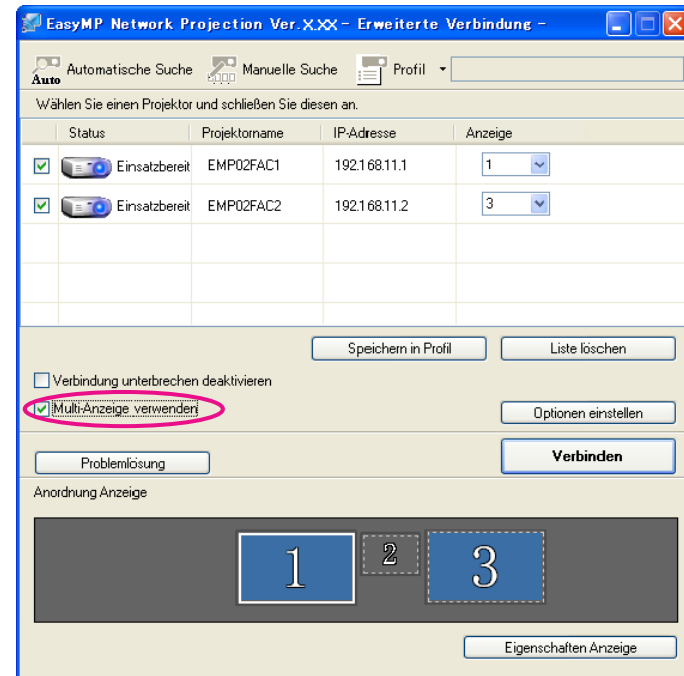 EasyMP Network Projection Ver.X.XX - Erweiterte Verbindung -
Auto Automatische Suche Manuelle Suche Profil
Wählen Sie einen Projektor und schließen Sie diesen an.
Status Projektorname IP-Adresse Anzeige
Einsatzbereit EMP02FAC1 192.168.11.1 1
Einsatzbereit EMP02FAC2 192.168.11.2 3
Speichern in Profil Liste löschen
Verbindung unterbrechen deaktivieren
Multi-Anzeige verwenden Optionen einstellen
Problemlösung Verbinden
Anordnung Anzeige
1 2 3
Eigenschaften Anzeige